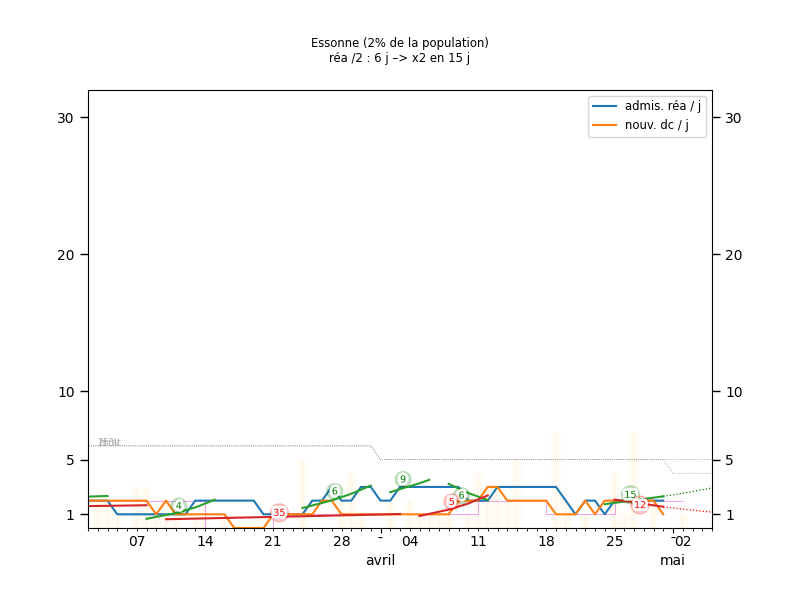 Essonne (2% de la population)
réa /2 : 6 j –> x2 en 15 j
admis. réa / j
nouv. dc / j
30 30
20 20
10 10
5 5
1 1
4 35 6 9 5 6 15 12
07 14 21 28 - 04 11 18 25 02
avril mai